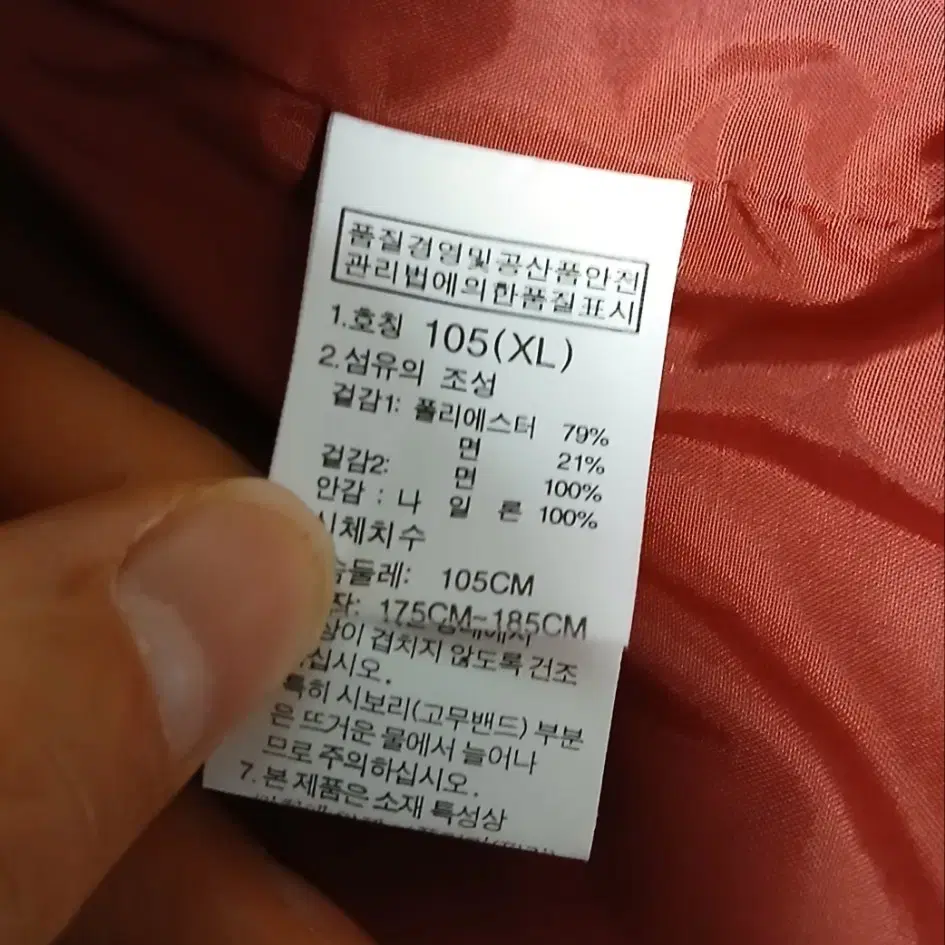 품질경영및공산품안전
관리법에의한품질표시
1.호칭 105(XL)
2.섬유의 조성
겉감1: 폴리에스터 79%
면 21%
겉감2: 면 100%
안감 : 나 일 론 100%
체치수
둘레: 105CM
175CM~185CM
겹치지 않도록 건조
십시오.
특히 시보리(고무밴드) 부분
은 뜨거운 물에서 늘어나
므로 주의하십시오.
7. 본 제품은 소재 특성상